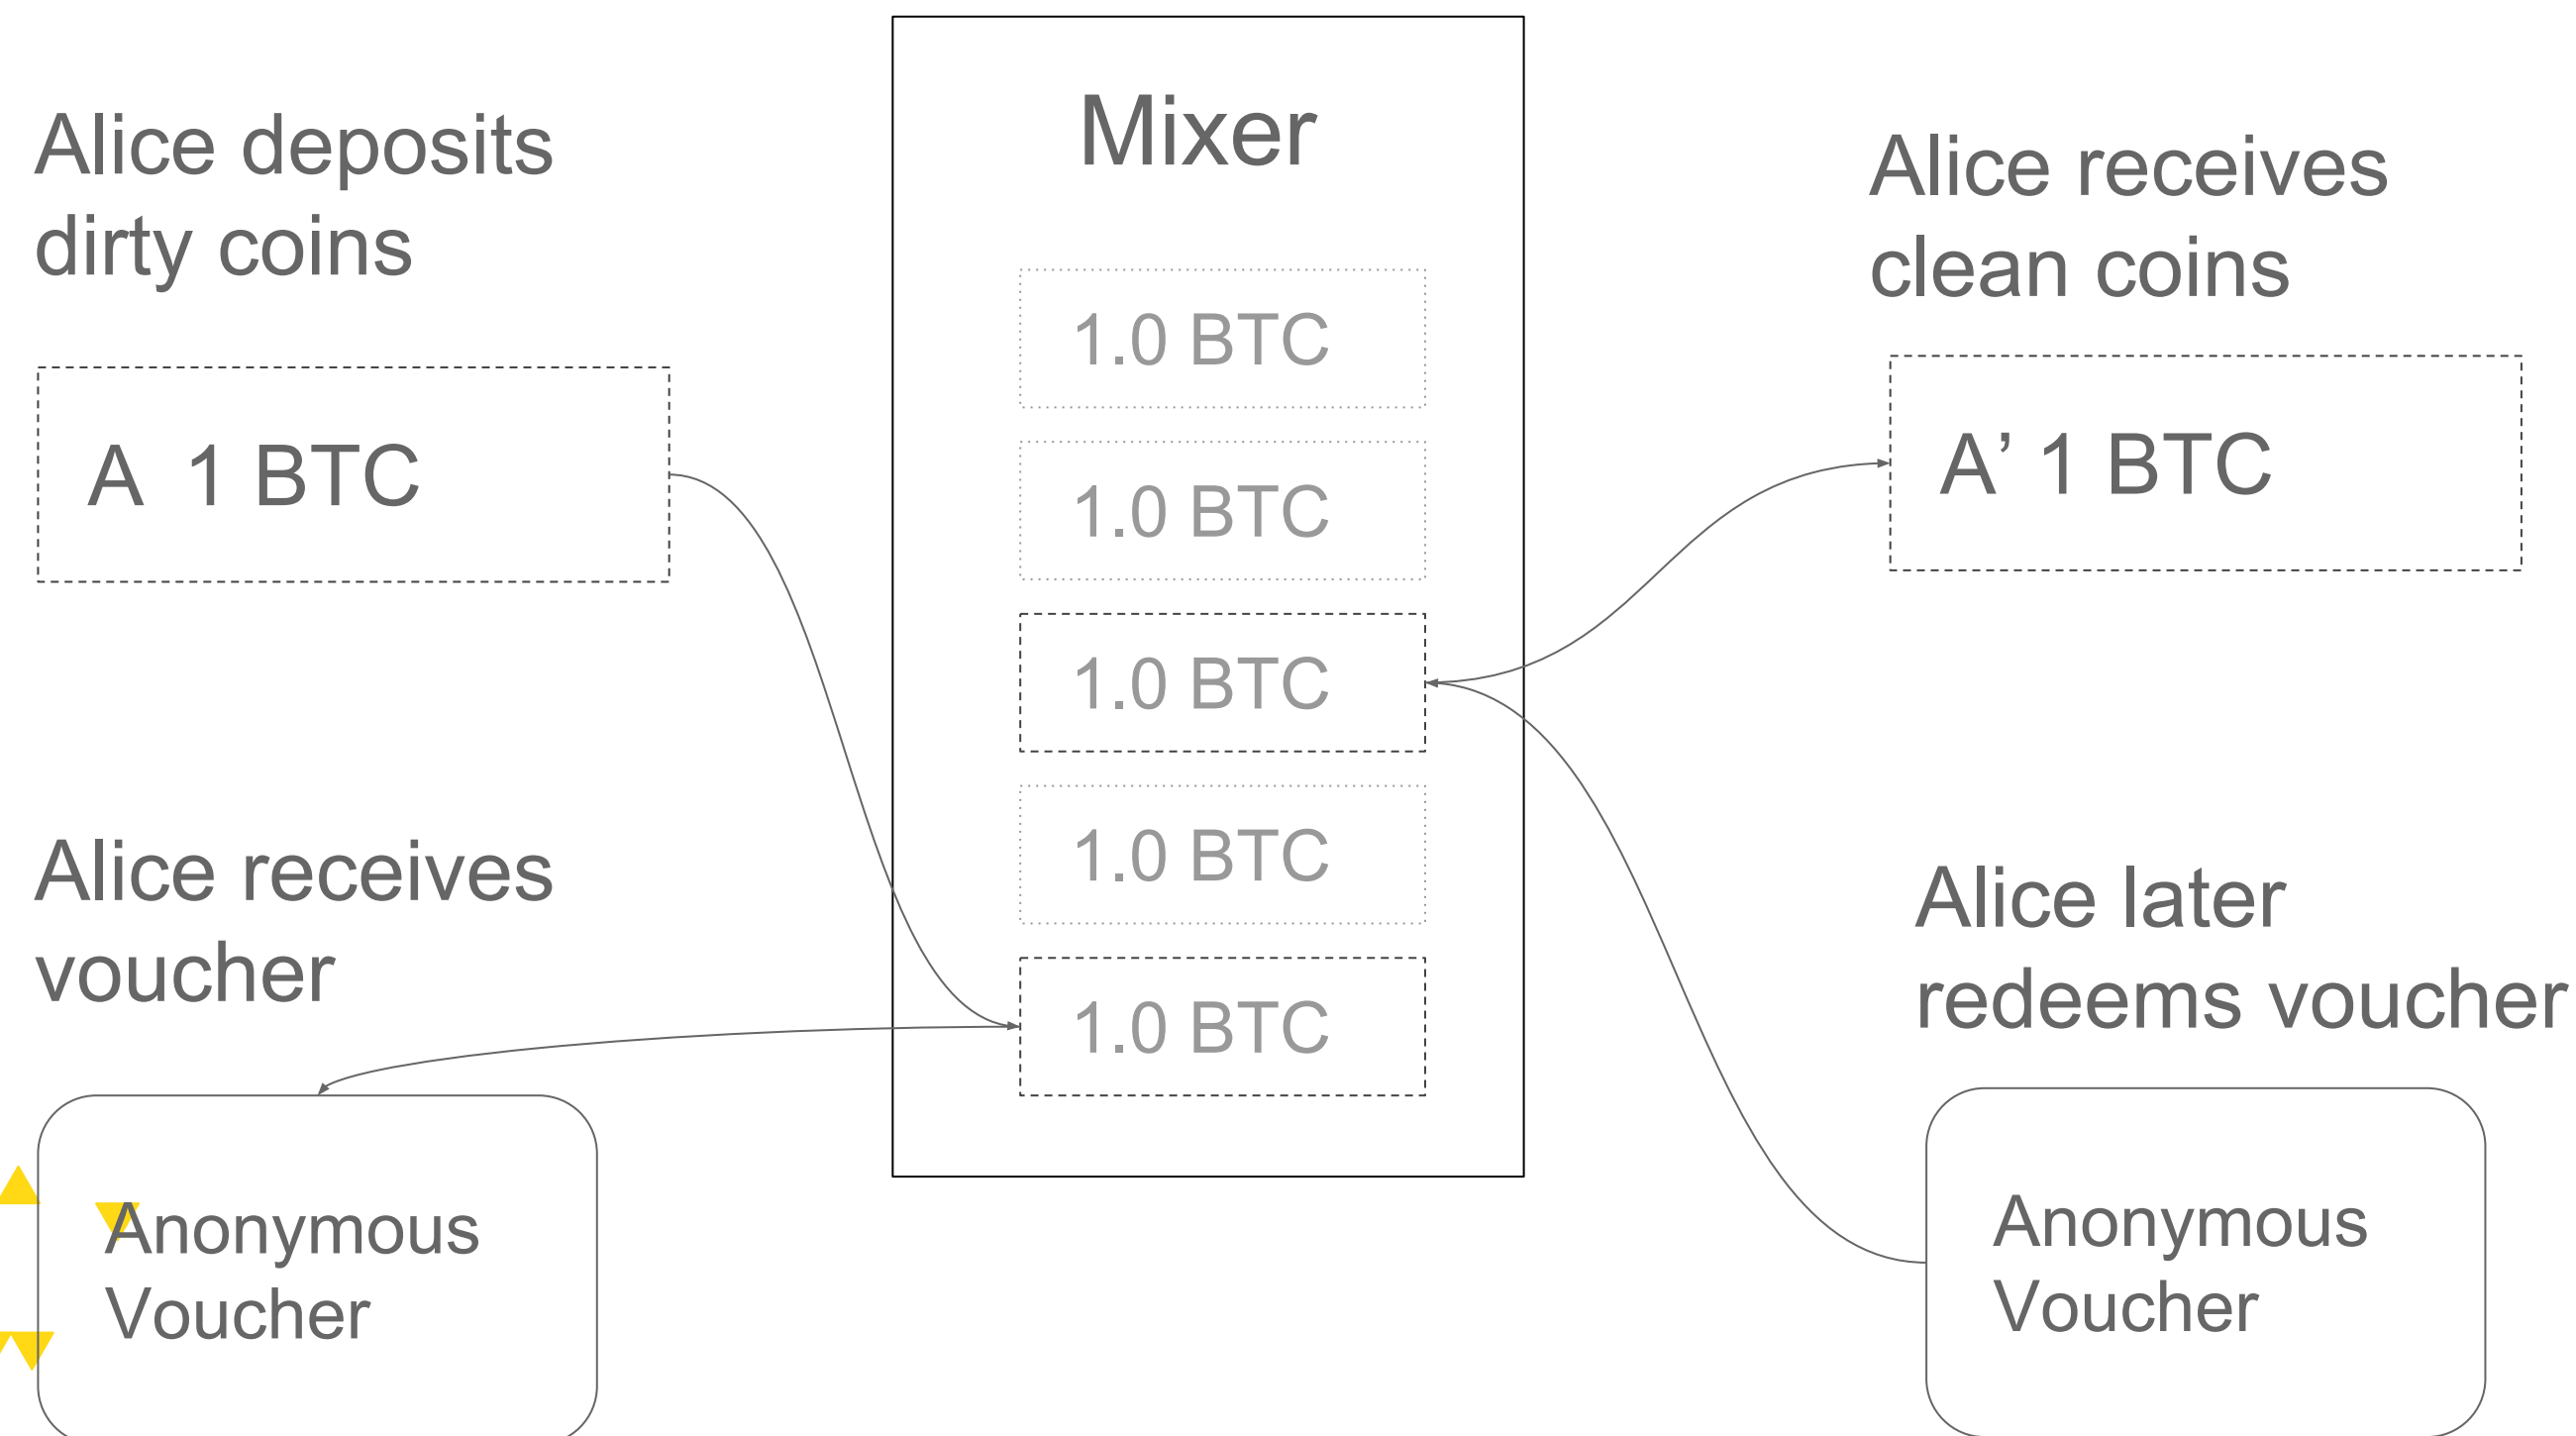 Mixer
Alice deposits
dirty coins
A 1 BTC
Alice receives
voucher
Anonymous
Voucher
1.0 BTC
1.0 BTC
1.0 BTC
1.0 BTC
1.0 BTC
Alice receives
clean coins
A’ 1 BTC
Alice later
redeems voucher
Anonymous
Voucher